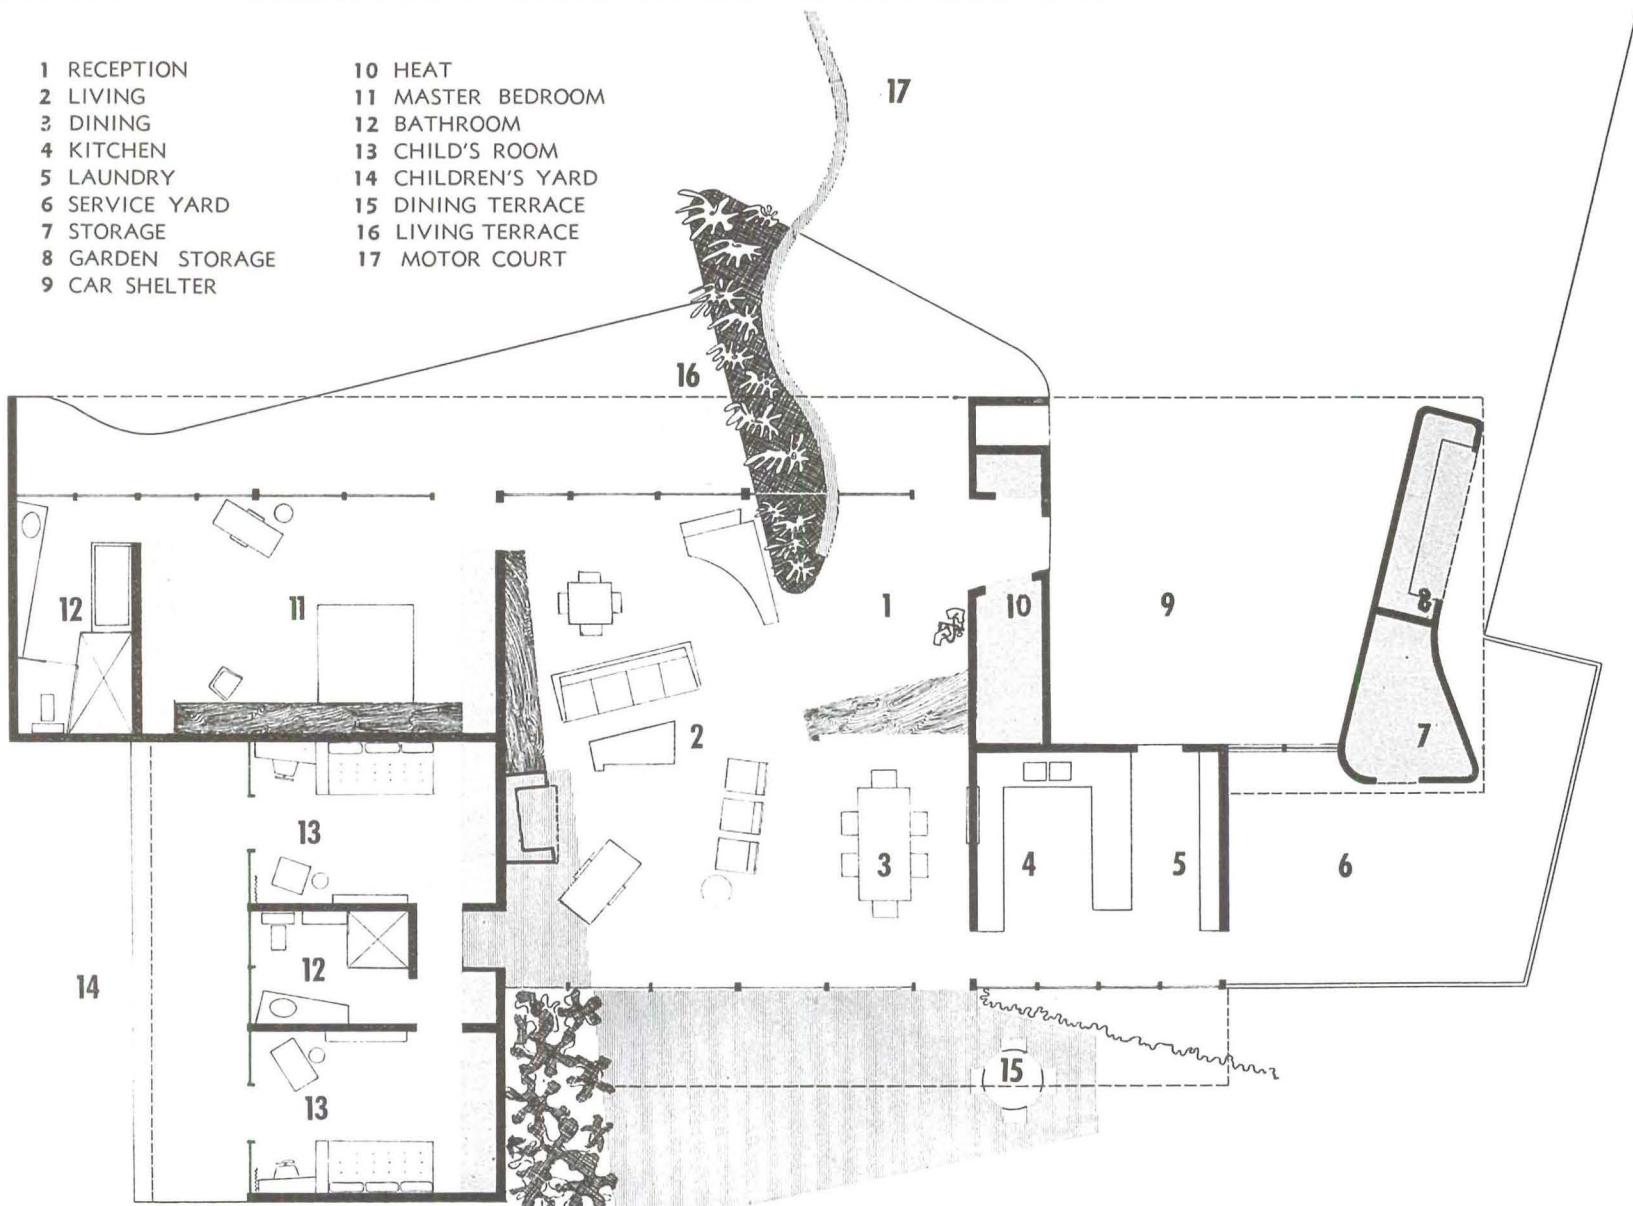 1 RECEPTION
2 LIVING
3 DINING
4 KITCHEN
5 LAUNDRY
6 SERVICE YARD
7 STORAGE
8 GARDEN STORAGE
9 CAR SHELTER
10 HEAT
11 MASTER BEDROOM
12 BATHROOM
13 CHILD'S ROOM
14 CHILDREN'S YARD
15 DINING TERRACE
16 LIVING TERRACE
17 MOTOR COURT
17
16
12
11
1
10
9
8
2
7
13
3
4
5
6
12
14
15
13